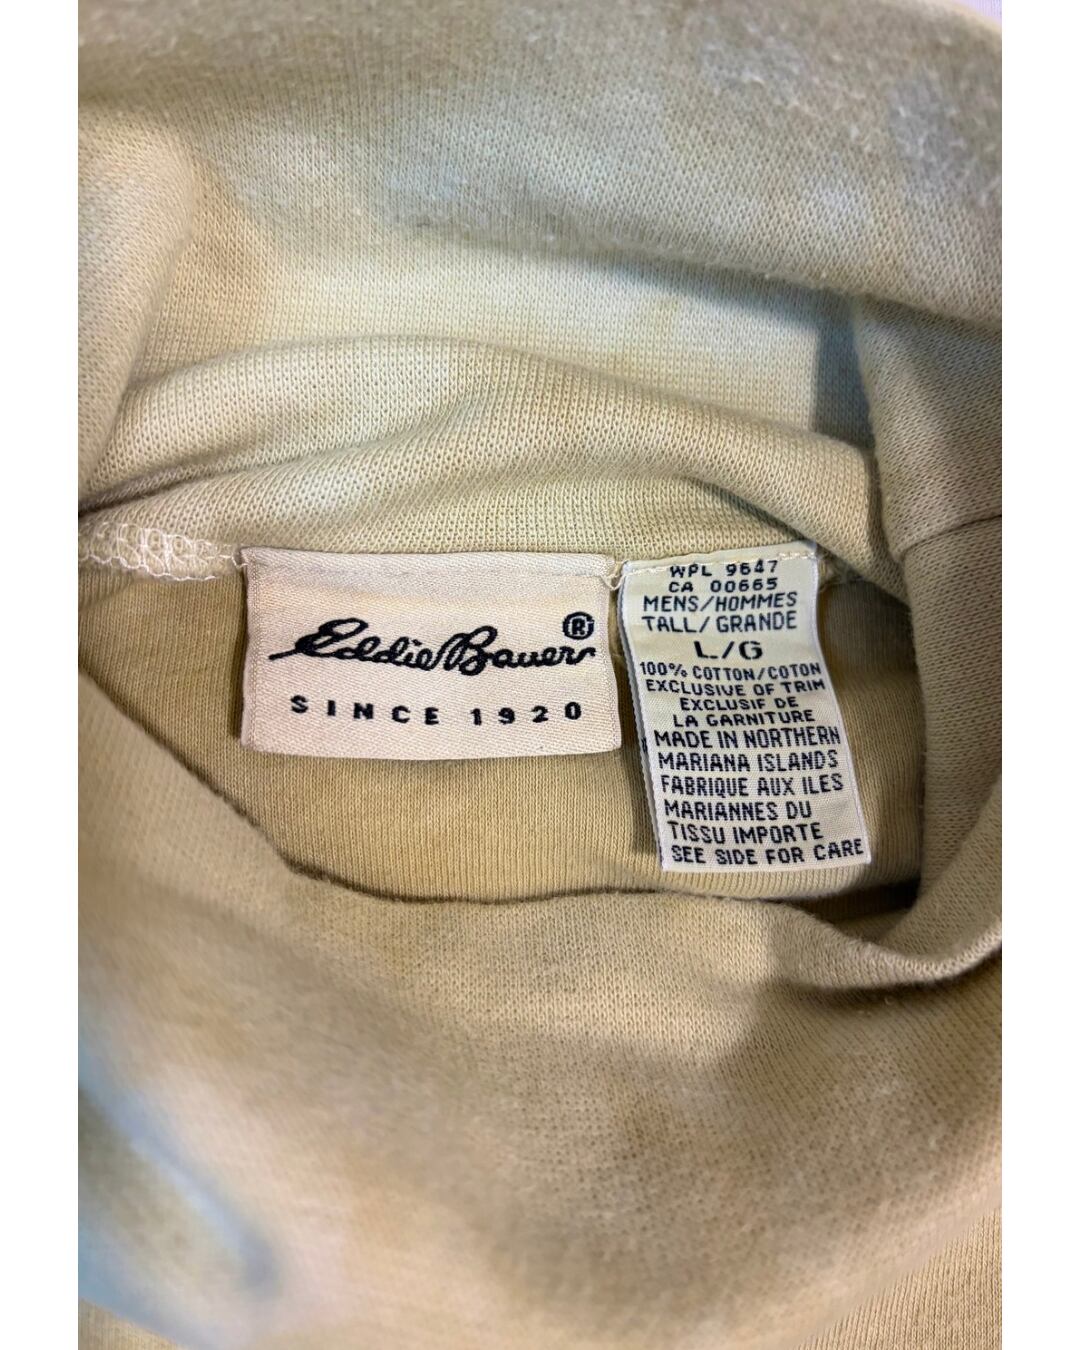 Eddie Bauer®
SINCE 1920
WPL 9647
CA 00665
MENS/HOMMES
TALL/GRANDE
L/G
100% COTTON/COTON
EXCLUSIVE OF TRIM
EXCLUSIF DE
LA GARNITURE
MADE IN NORTHERN
MARIANA ISLANDS
FABRIQUE AUX ILES
MARIANNES DU
TISSU IMPORTE
SEE SIDE FOR CARE